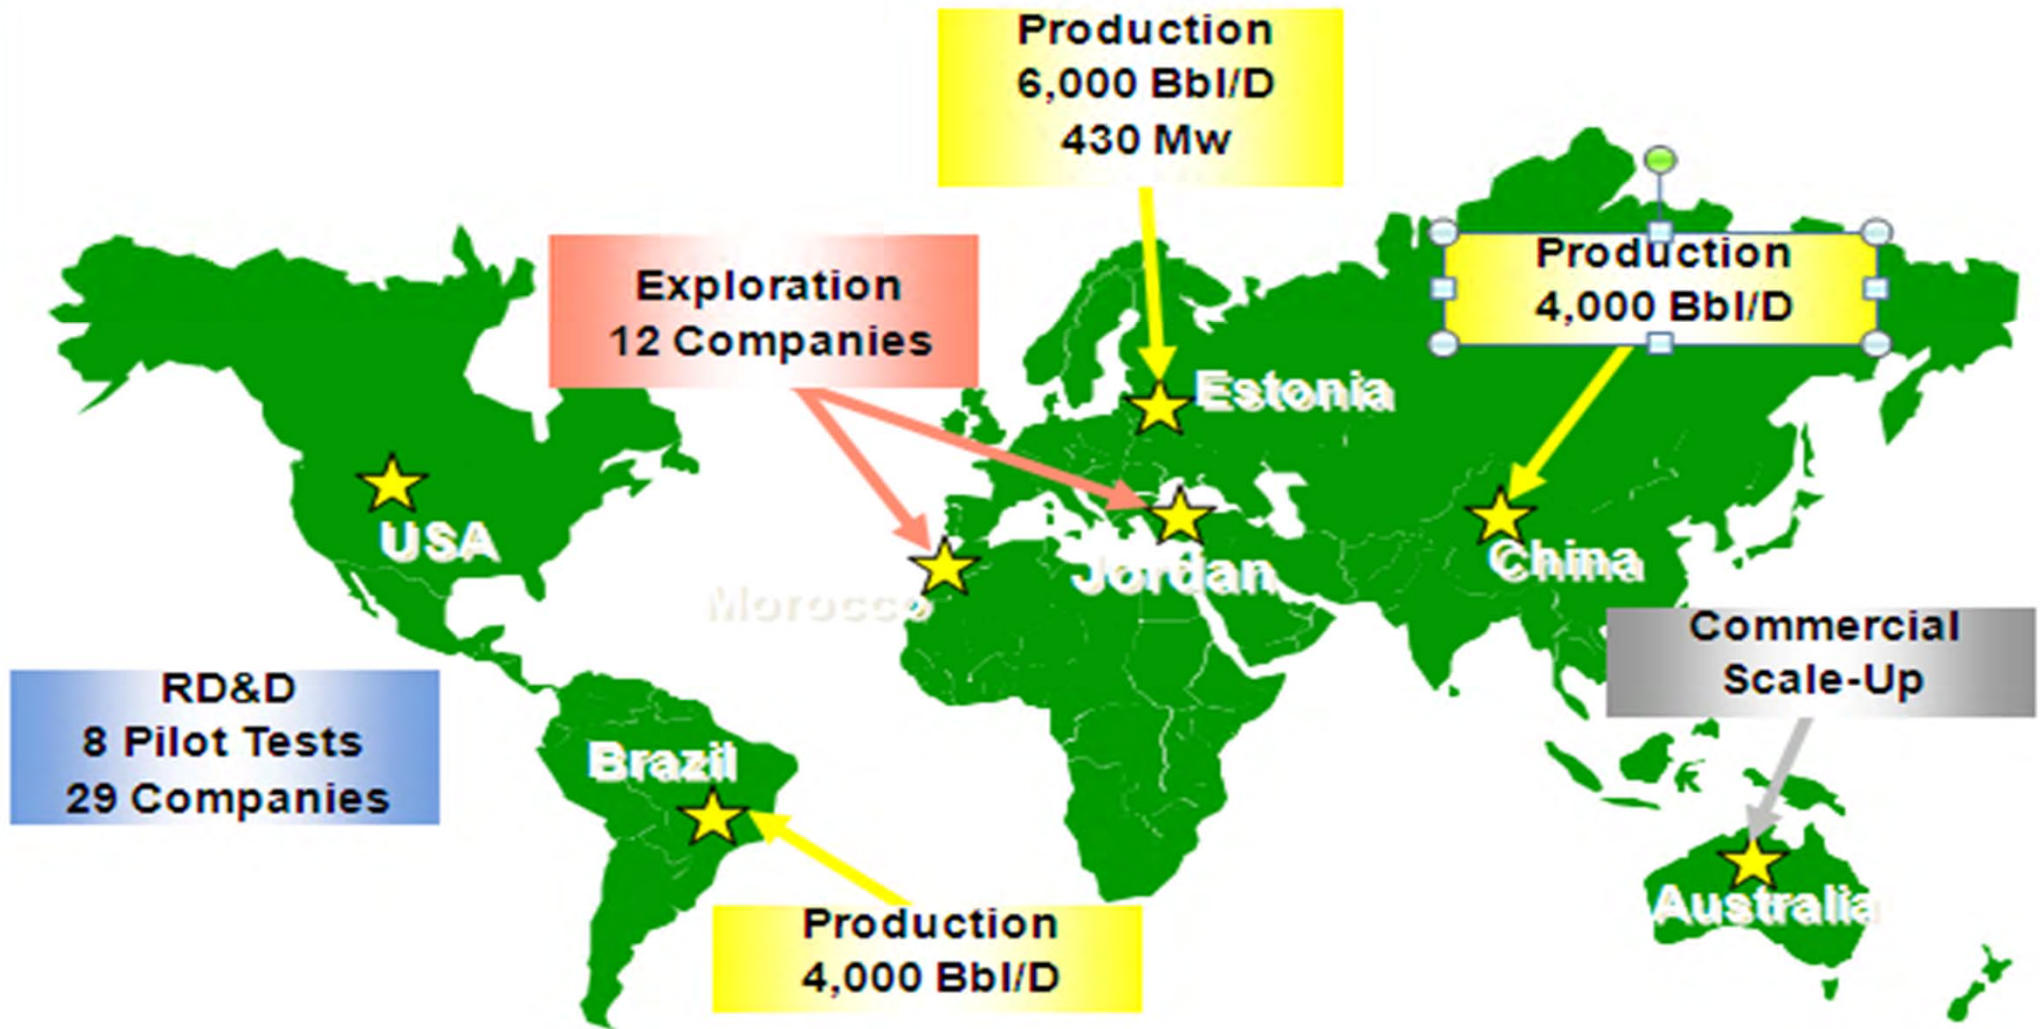 Production
6,000 Bbl/D
430 Mw
Production
4,000 Bbl/D
Exploration
12 Companies
Estonia
USA
Jordan
China
Morocco
Commercial
Scale-Up
RD&D
8 Pilot Tests
29 Companies
Brazil
Australia
Production
4,000 Bbl/D